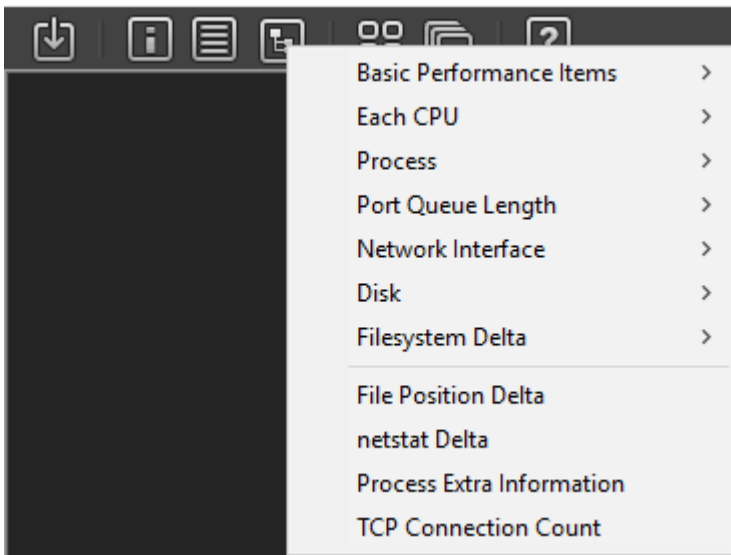 Basic Performance Items
Each CPU
Process
Port Queue Length
Network Interface
Disk
Filesystem Delta
File Position Delta
netstat Delta
Process Extra Information
TCP Connection Count